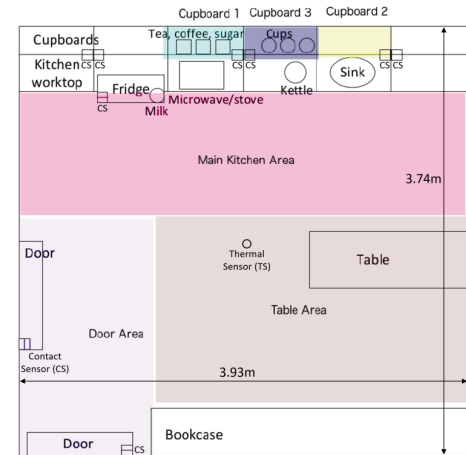 Cupboard 1
Cupboard 3
Cupboard 2
Cupboards
Tea, coffee, sugar
Cups
CS CS
CS CS
CS
Kitchen
worktop
Fridge
Kettle
Sink
CS
Microwave/stove
Milk
Main Kitchen Area
3.74m
Door
Thermal
Sensor (TS)
Table
Table Area
Door Area
Contact
Sensor (CS)
3.93m
Door
CS
Bookcase